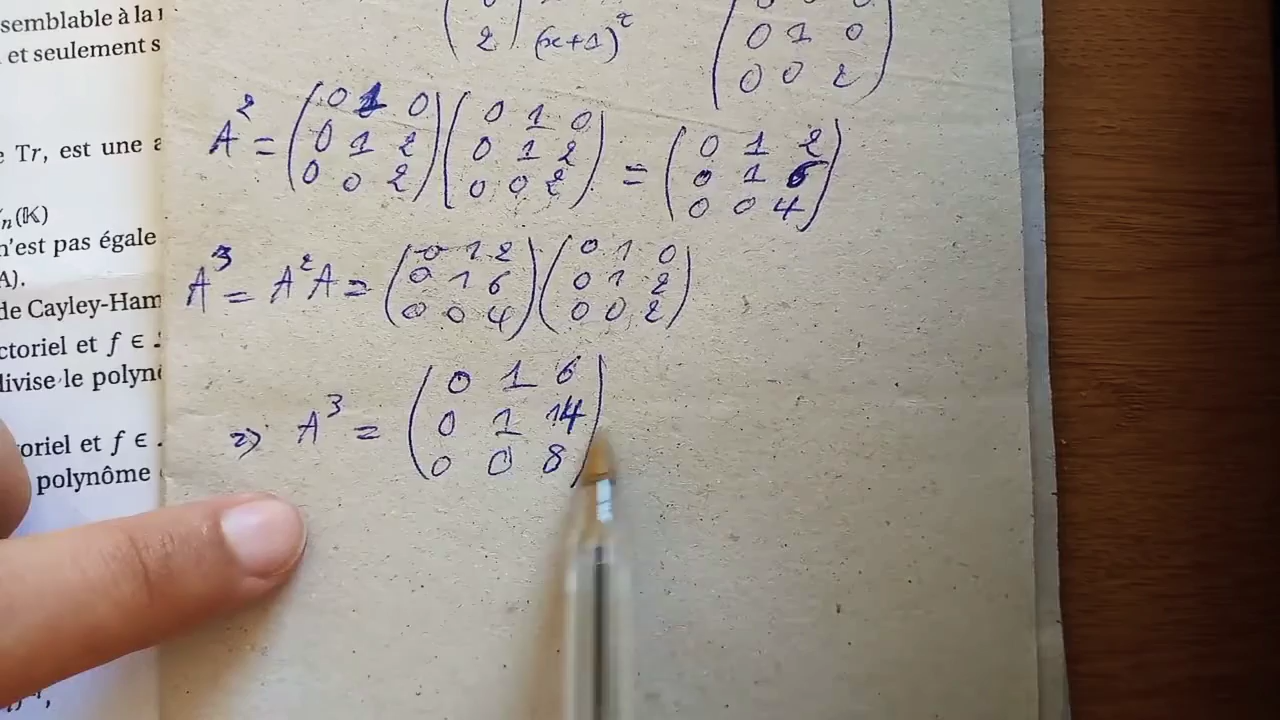 semblable à la
et seulement s
2 (x+1)² 0 1 0
0 0 2
e Tr, est une a
A² = (0 1 0) (0 1 0) = (0 1 2)
(0 1 2) (0 1 2) (0 1 6)
(0 0 2) (0 0 2) (0 0 4)
n(K)
n'est pas égale
A).
A³ = A²A = (0 1 2) (0 1 0)
(0 1 6) (0 1 2)
(0 0 4) (0 0 2)
de Cayley-Ham
ctoriel et f ∈
divise le polyn
=> A³ = (0 1 6)
(0 1 14)
(0 0 8)
oriel et f ∈
polynôme